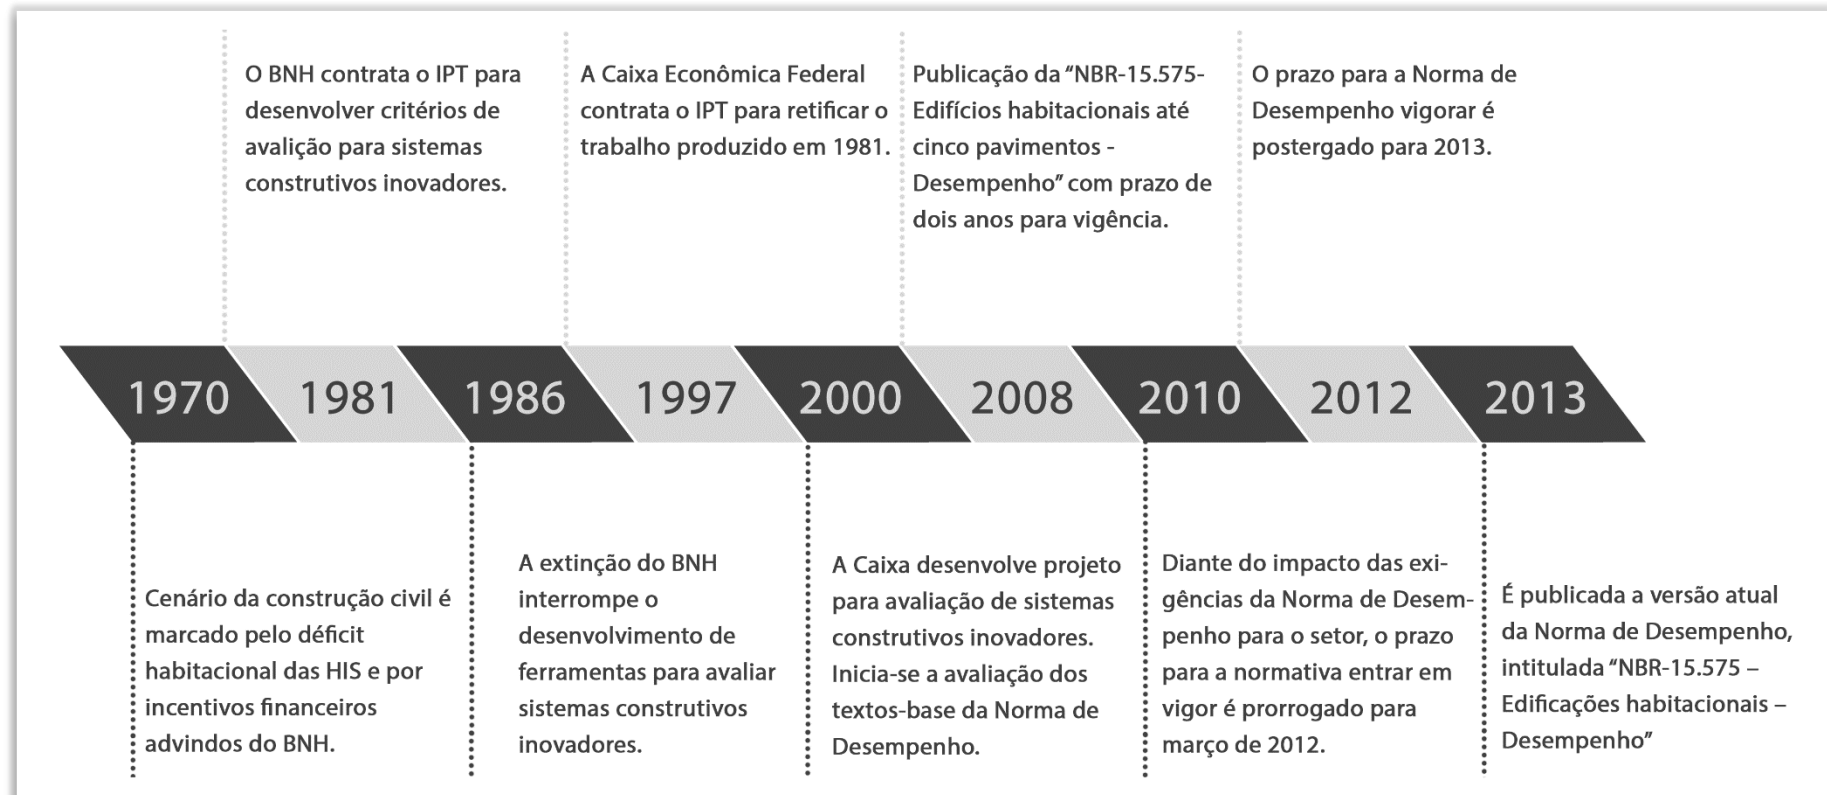 O BNH contrata o IPT para
desenvolver critérios de
avalição para sistemas
construtivos inovadores.
A Caixa Econômica Federal
contrata o IPT para retificar o
trabalho produzido em 1981.
Publicação da “NBR-15.575-
Edifícios habitacionais até
cinco pavimentos -
Desempenho” com prazo de
dois anos para vigência.
O prazo para a Norma de
Desempenho vigorar é
postergado para 2013.
1970
1981
1986
1997
2000
2008
2010
2012
2013
Cenário da construção civil é
marcado pelo déficit
habitacional das HIS e por
incentivos financeiros
advindos do BNH.
A extinção do BNH
interrompe o
desenvolvimento de
ferramentas para avaliar
sistemas construtivos
inovadores.
A Caixa desenvolve projeto
para avaliação de sistemas
construtivos inovadores.
Inicia-se a avaliação dos
textos-base da Norma de
Desempenho.
Diante do impacto das exi-
gências da Norma de Desem-
penho para o setor, o prazo
para a normativa entrar em
vigor é prorrogado para
março de 2012.
É publicada a versão atual
da Norma de Desempenho,
intitulada “NBR-15.575 –
Edificações habitacionais –
Desempenho”